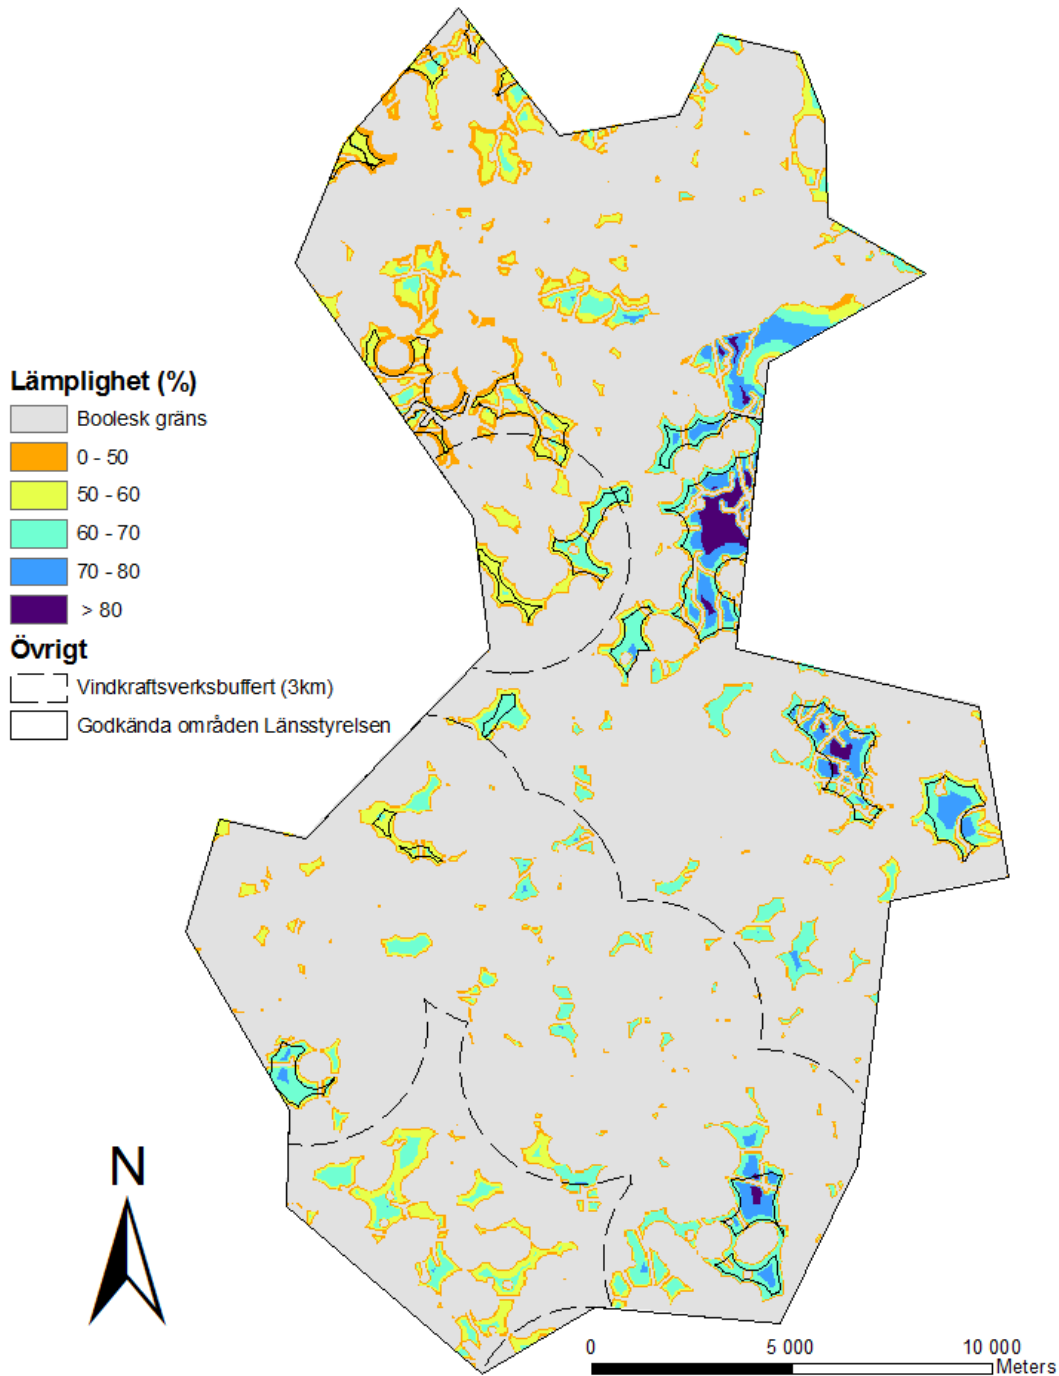 Lämplighet (%)
Boolesk gräns
0 - 50
50 - 60
60 - 70
70 - 80
> 80
Övrigt
Vindkraftsverksbuffert (3km)
Godkända områden Länsstyrelsen
N
0 5 000 10 000
Meters